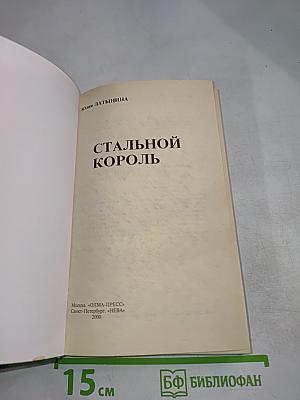 Юлия ЛАТЫНИНА
СТАЛЬНОЙ
КОРОЛЬ
Москва, «ОЛМА-ПРЕСС»
Санкт-Петербург, «НЕВА»
2000
15 см
БФ БИБЛИОФАН